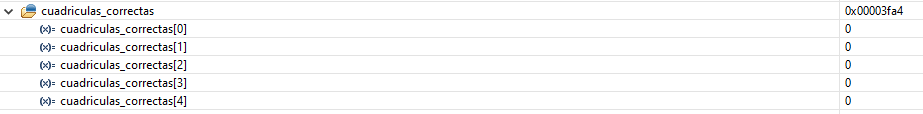 cuadriculas_correctas 0x00003fa4
(x)= cuadriculas_correctas[0] 0
(x)= cuadriculas_correctas[1] 0
(x)= cuadriculas_correctas[2] 0
(x)= cuadriculas_correctas[3] 0
(x)= cuadriculas_correctas[4] 0